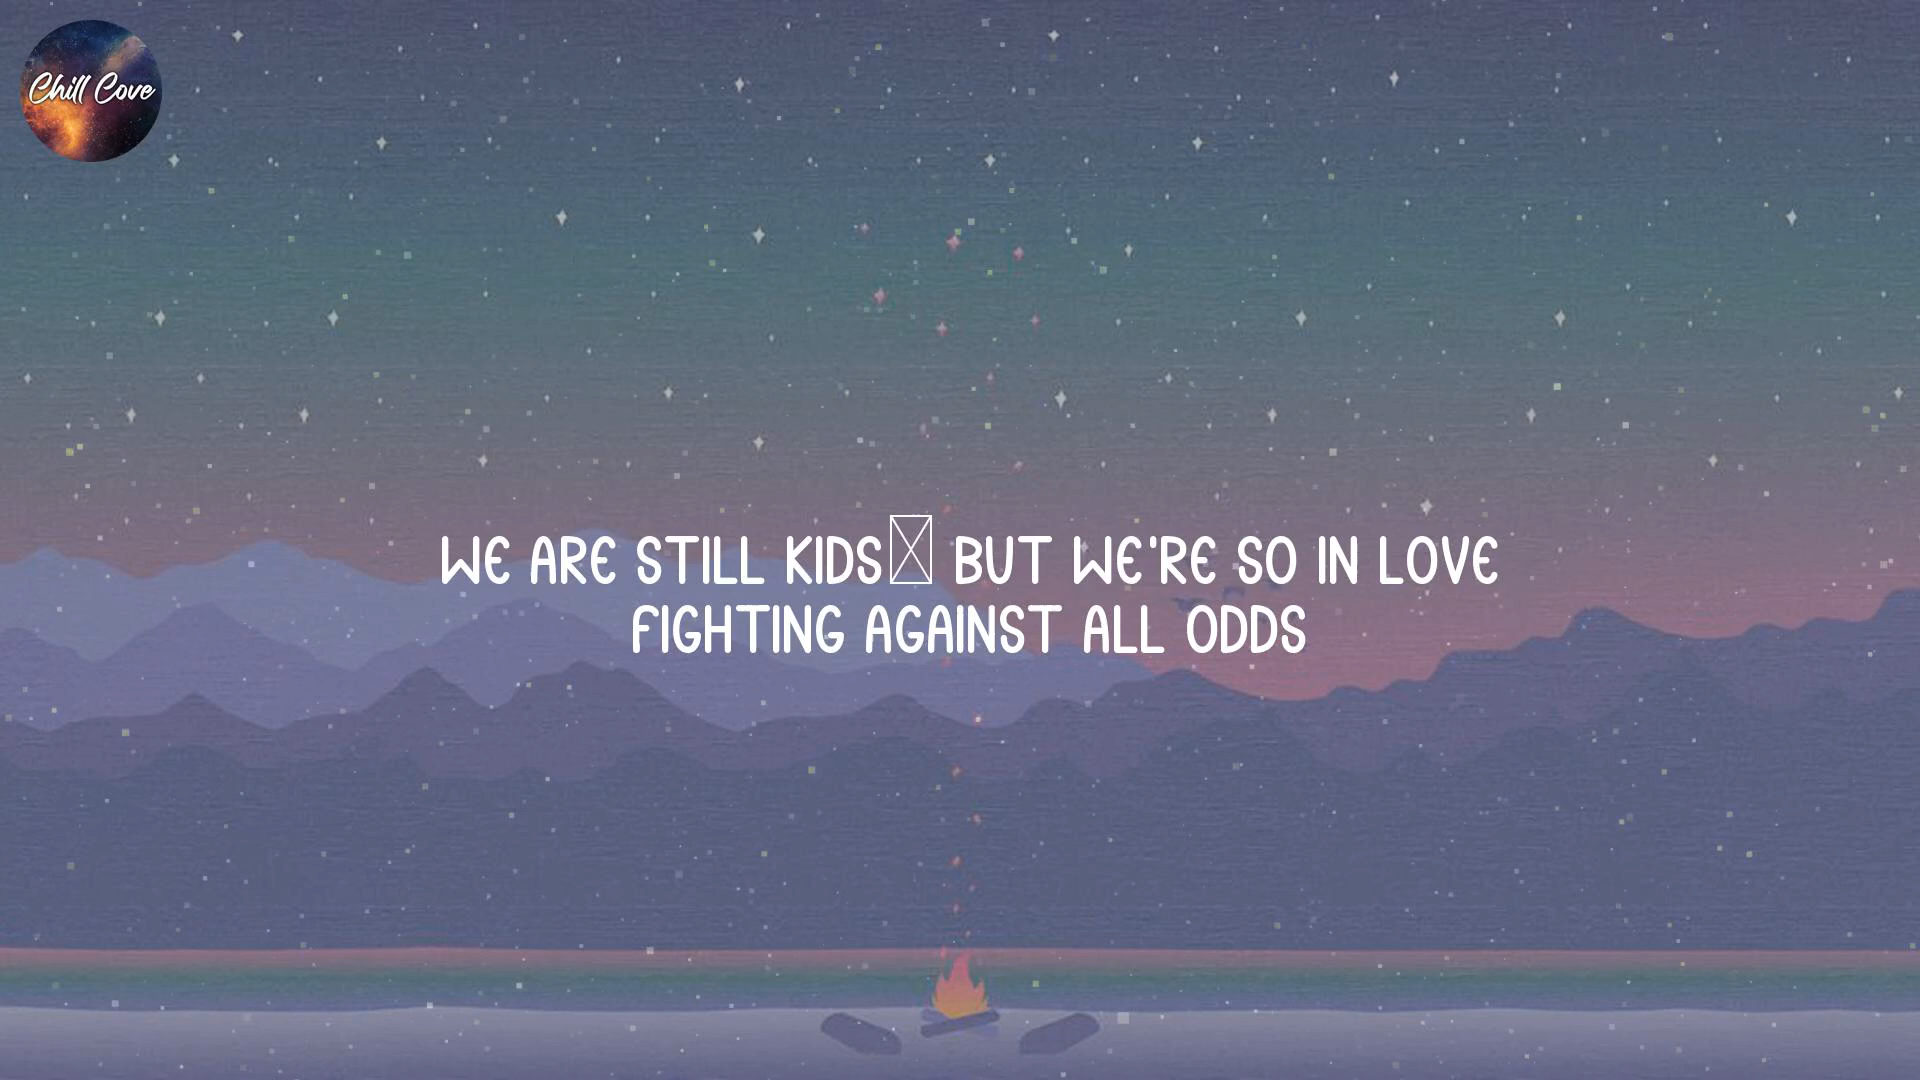 Chill Cove
WE ARE STILL KIDS BUT WE'RE SO IN LOVE
FIGHTING AGAINST ALL ODDS